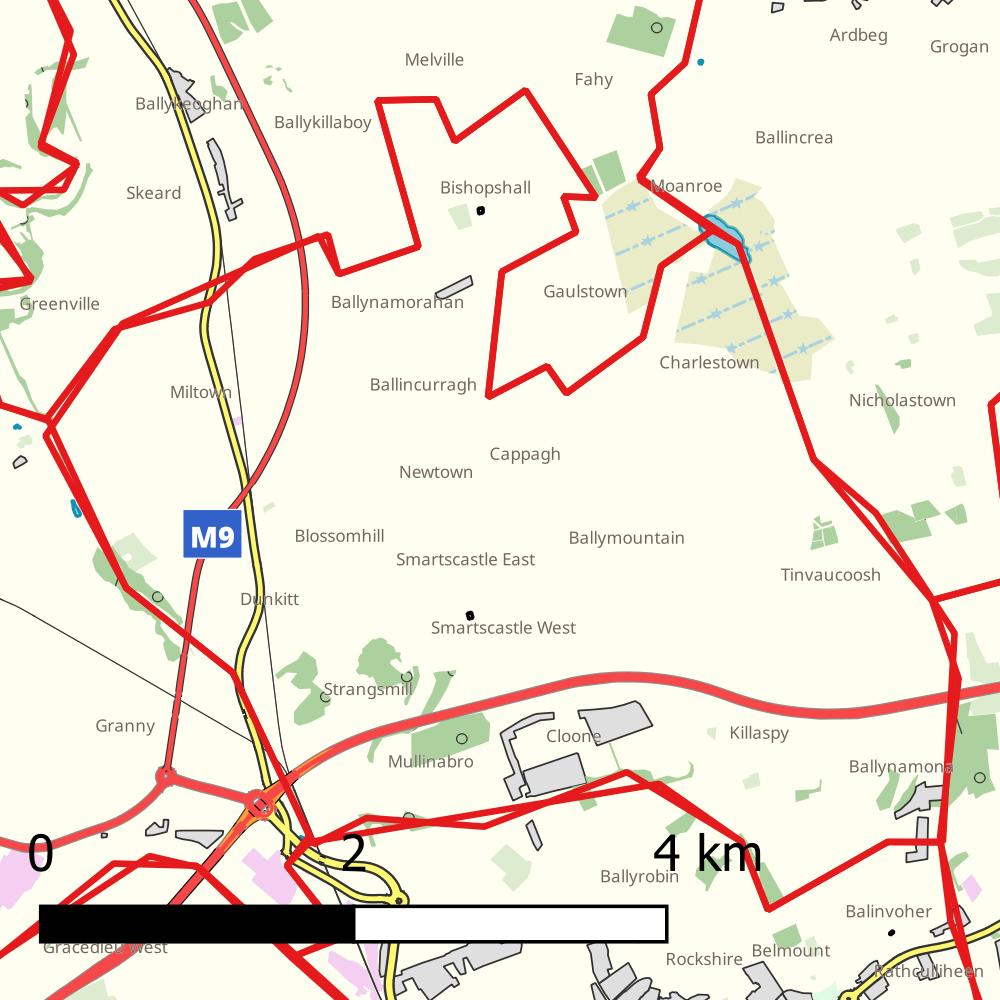 Ardbeg
Grogan
Melville
Fahy
Ballykeoghan
Ballykillaboy
Ballincrea
Skeard
Bishopshall
Moanroe
Greenville
Ballynamorahan
Gaulstown
Charlestown
Miltown
Ballincurragh
Nicholastown
Newtown
Cappagh
M9
Blossomhill
Ballymountain
Smartscastle East
Tinvaucoosh
Dunkitt
Smartscastle West
Strangsmill
Granny
Cloone
Killaspy
Mullinabro
Ballynamona
0 2 4 km
Ballyrobin
Balinvoher
Gracedieu West
Rockshire
Belmount
Rathculliheen